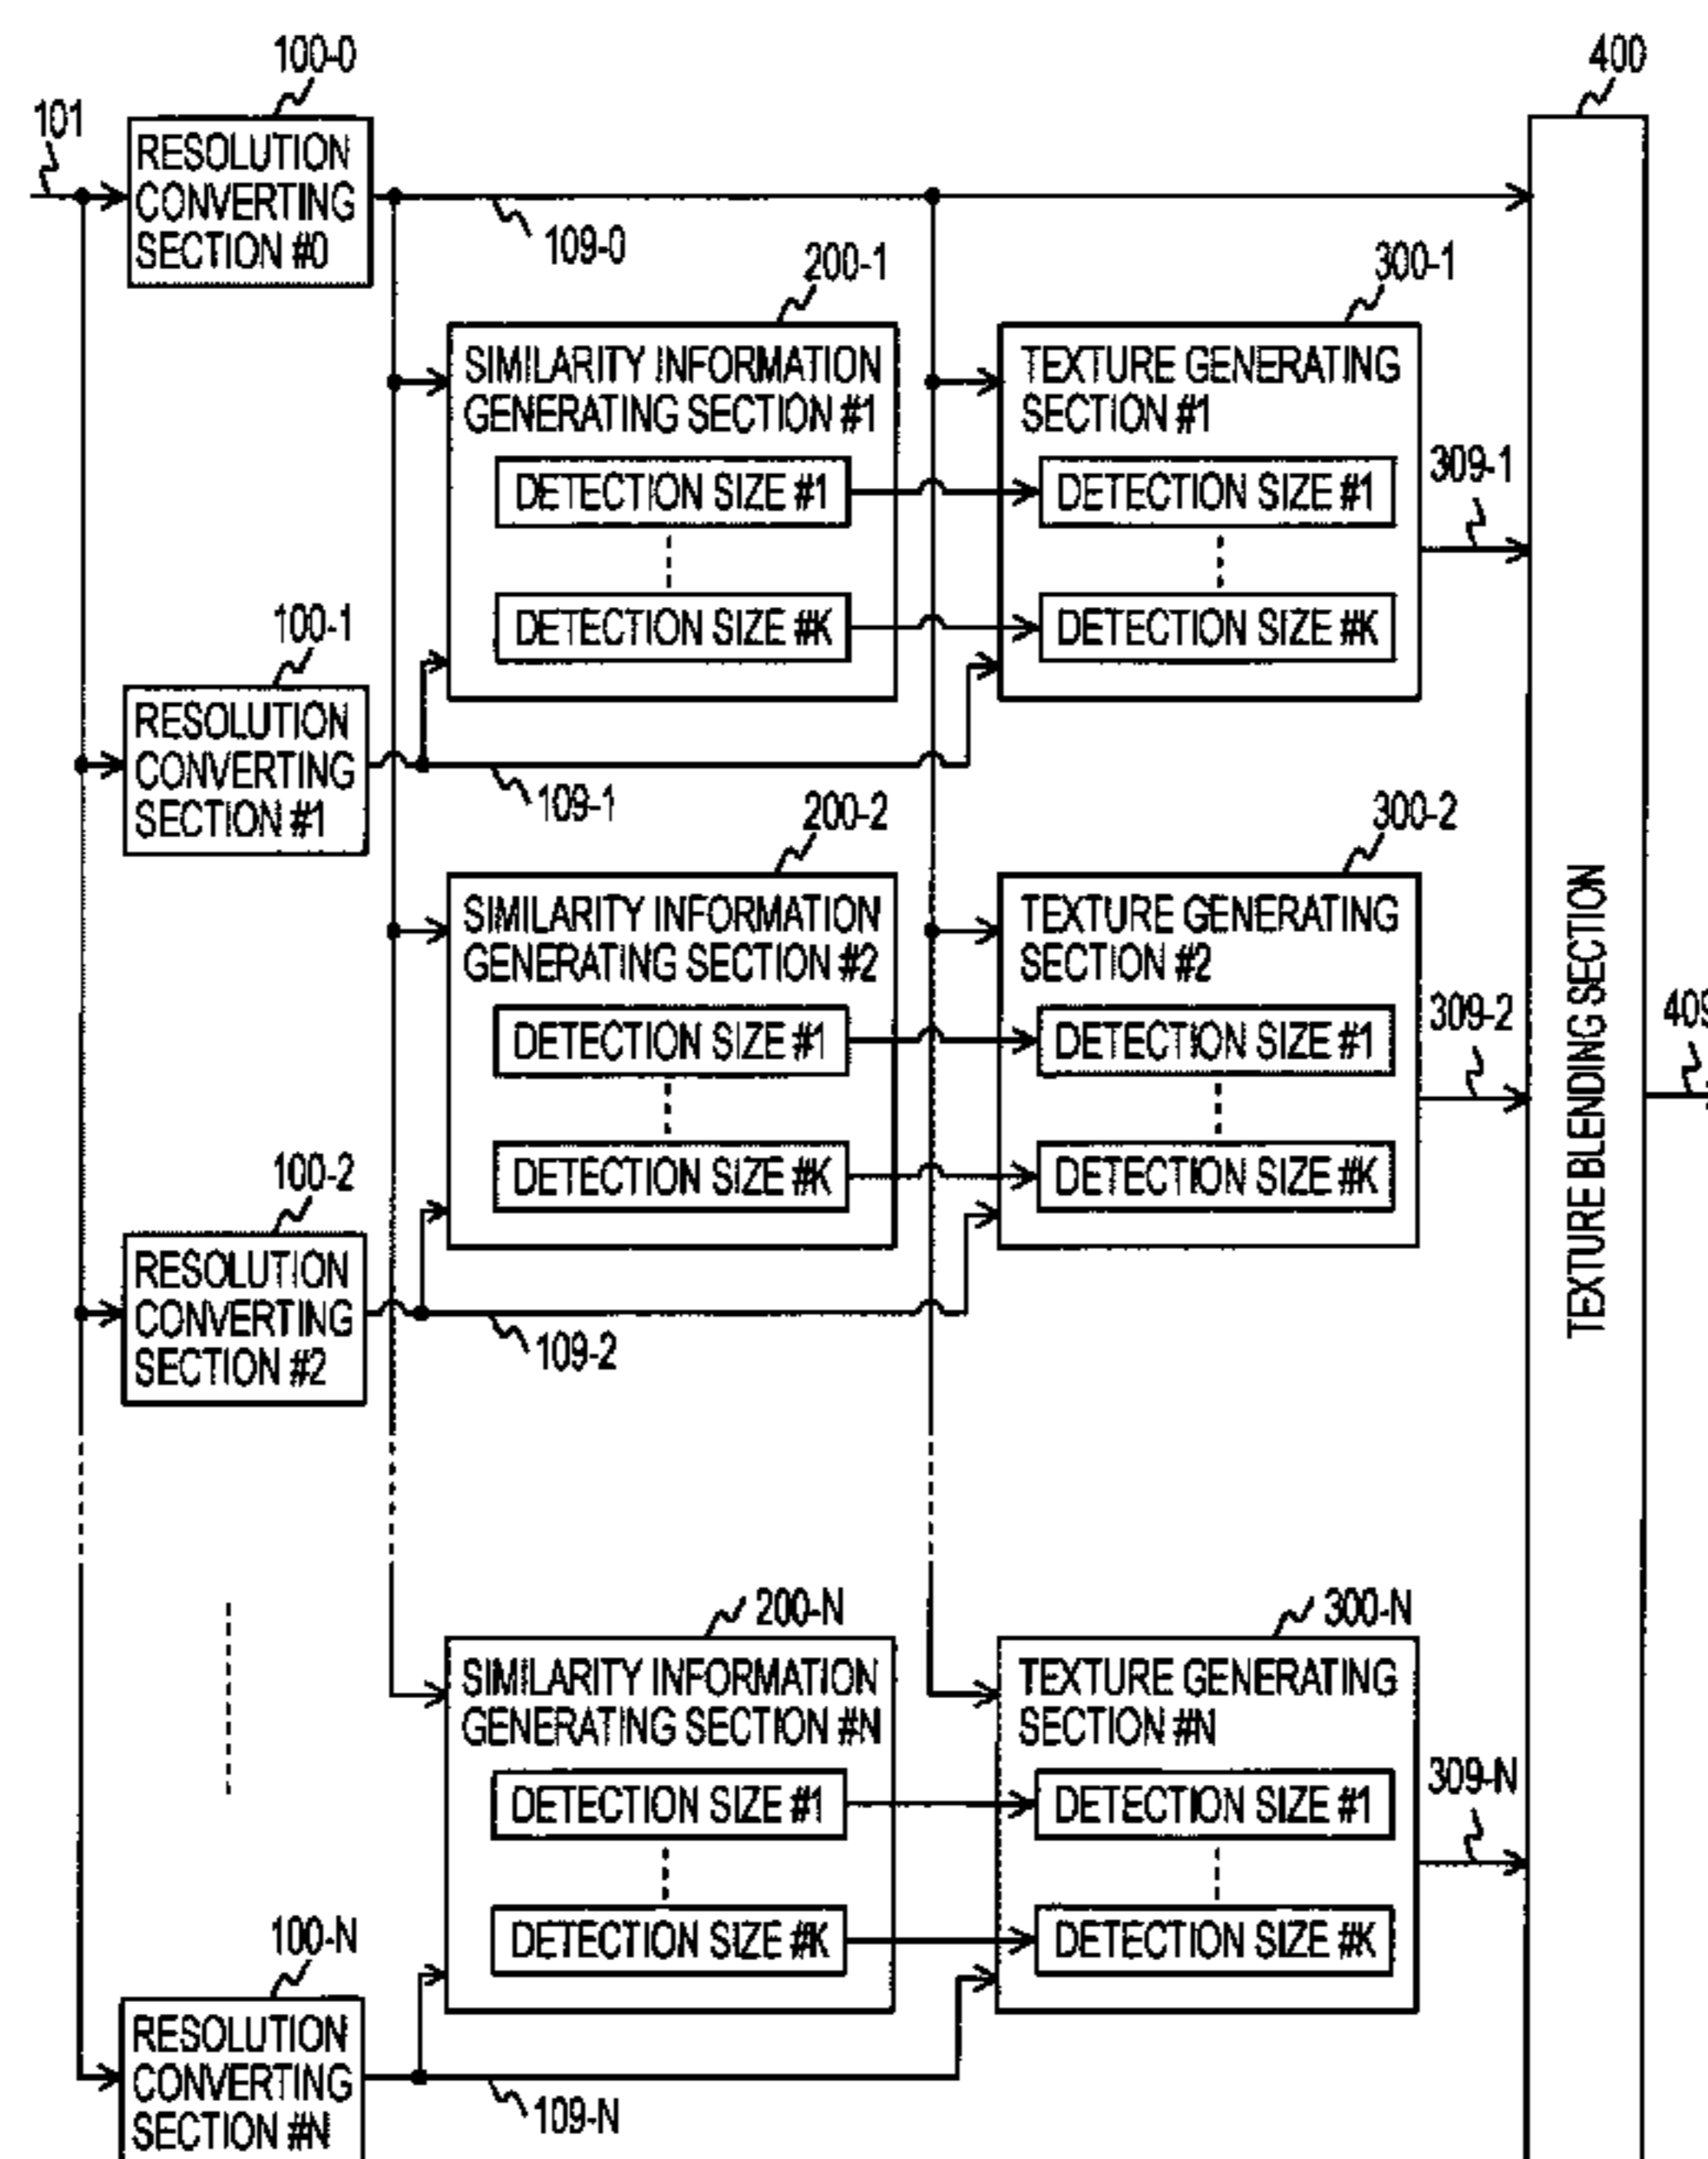 100-0
400
101
RESOLUTION
CONVERTING
SECTION #0
109-0
200-1
300-1
SIMILARITY INFORMATION
GENERATING SECTION #1
TEXTURE GENERATING
SECTION #1
309-1
DETECTION SIZE #1
DETECTION SIZE #1
DETECTION SIZE #K
DETECTION SIZE #K
100-1
RESOLUTION
CONVERTING
SECTION #1
109-1
200-2
300-2
SIMILARITY INFORMATION
GENERATING SECTION #2
TEXTURE GENERATING
SECTION #2
309-2
409
TEXTURE BLENDING SECTION
DETECTION SIZE #1
DETECTION SIZE #1
DETECTION SIZE #K
DETECTION SIZE #K
100-2
RESOLUTION
CONVERTING
SECTION #2
109-2
200-N
300-N
SIMILARITY INFORMATION
GENERATING SECTION #N
TEXTURE GENERATING
SECTION #N
309-N
DETECTION SIZE #1
DETECTION SIZE #1
DETECTION SIZE #K
DETECTION SIZE #K
100-N
RESOLUTION
CONVERTING
SECTION #N
109-N